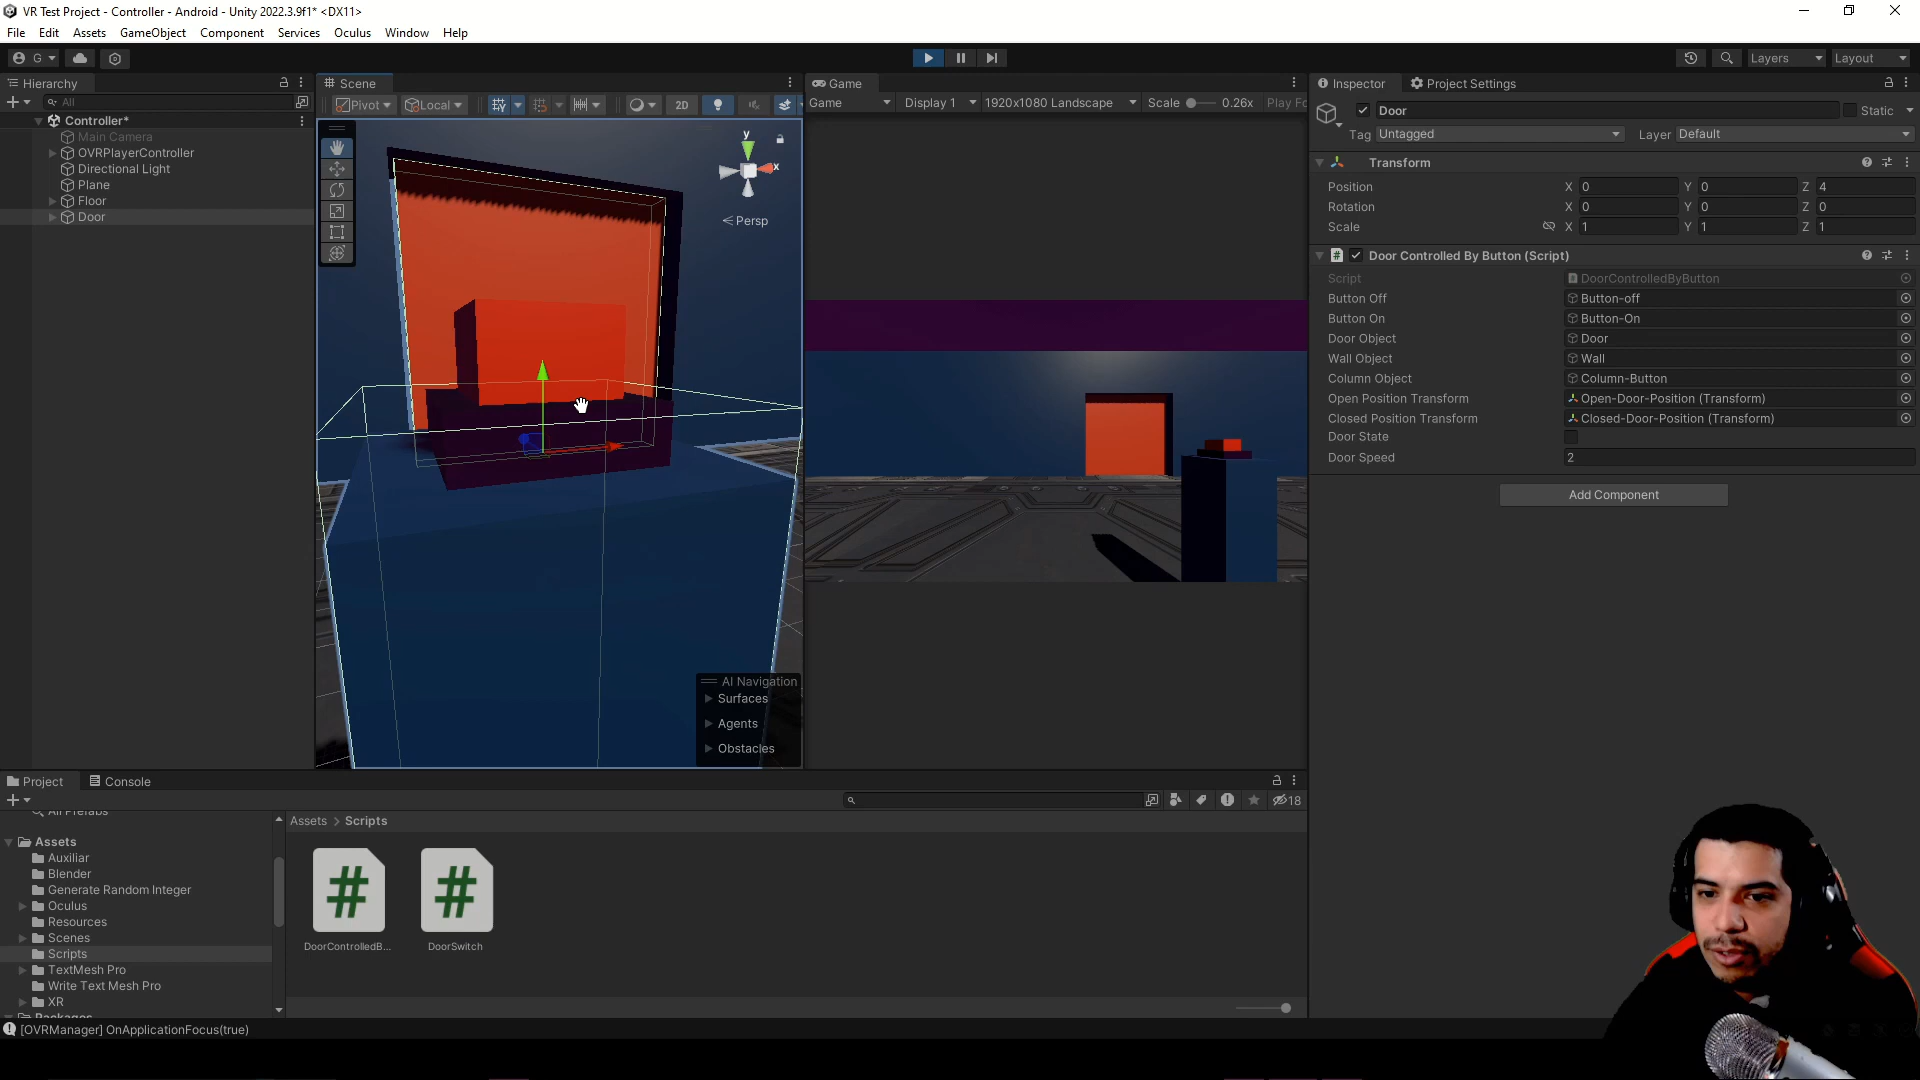 VR Test Project - Controller - Android - Unity 2022.3.9f1* <DX11>
File Edit Assets GameObject Component Services Oculus Window Help
G
Layers
Layout
Hierarchy
All
Controller*
Main Camera
OVRPlayerController
Directional Light
Plane
Floor
Door
Scene
Pivot
Local
2D
y
x
< Persp
AI Navigation
Surfaces
Agents
Obstacles
Game
Game Display 1 1920x1080 Landscape Scale 0.26x Play Fo
Inspector Project Settings
Door Static
Tag Untagged Layer Default
Transform
Position X 0 Y 0 Z 4
Rotation X 0 Y 0 Z 0
Scale X 1 Y 1 Z 1
# Door Controlled By Button (Script)
Script DoorControlledByButton
Button Off Button-off
Button On Button-On
Door Object Door
Wall Object Wall
Column Object Column-Button
Open Position Transform Open-Door-Position (Transform)
Closed Position Transform Closed-Door-Position (Transform)
Door State
Door Speed 2
Add Component
Project Console
18
All Prefabs
Assets
Auxiliar
Blender
Generate Random Integer
Oculus
Resources
Scenes
Scripts
TextMesh Pro
Write Text Mesh Pro
XR
Packages
Assets > Scripts
# #
DoorControlledB... DoorSwitch
[OVRManager] OnApplicationFocus(true)